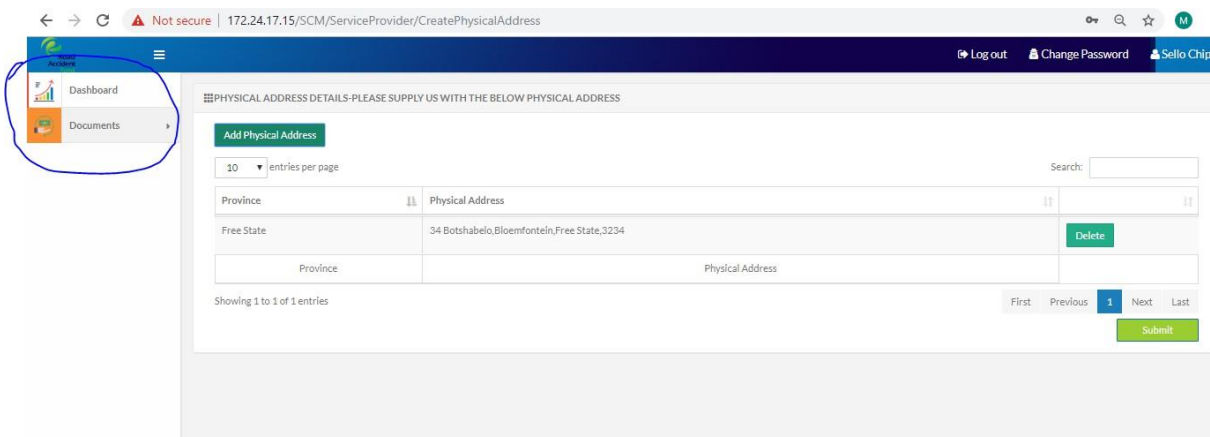 Not secure | 172.24.17.15/SCM/ServiceProvider/CreatePhysicalAddress
M
Road
Accident
Log out Change Password Sello Chip
Dashboard
PHYSICAL ADDRESS DETAILS-PLEASE SUPPLY US WITH THE BELOW PHYSICAL ADDRESS
Documents
Add Physical Address
10 entries per page Search:
Province Physical Address
Free State 34 Botshabelo,Bloemfontein,Free State,3234 Delete
Province Physical Address
Showing 1 to 1 of 1 entries First Previous 1 Next Last
Submit